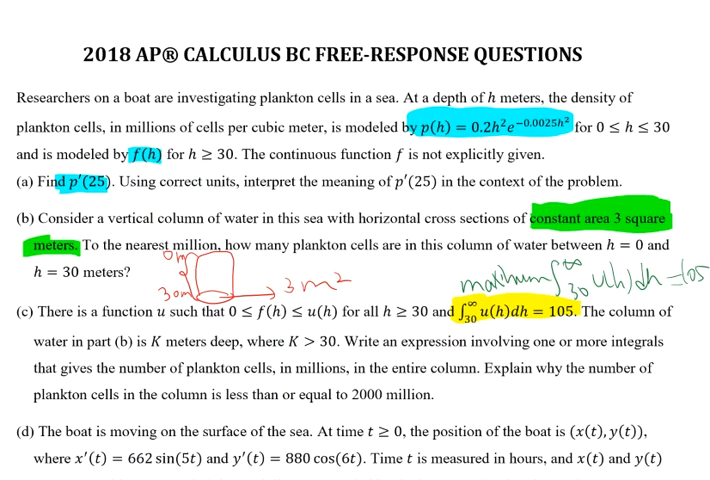 2018 AP® CALCULUS BC FREE-RESPONSE QUESTIONS
Researchers on a boat are investigating plankton cells in a sea. At a depth of h meters, the density of
plankton cells, in millions of cells per cubic meter, is modeled by p(h) = 0.2h²e^{−0.0025h²} for 0 ≤ h ≤ 30
and is modeled by f(h) for h ≥ 30. The continuous function f is not explicitly given.
(a) Find p′(25). Using correct units, interpret the meaning of p′(25) in the context of the problem.
(b) Consider a vertical column of water in this sea with horizontal cross sections of constant area 3 square
meters. To the nearest million, how many plankton cells are in this column of water between h = 0 and
0m
h = 30 meters?
30m
3 m²
maximum ∫₃₀^∞ u(h)dh = 105
(c) There is a function u such that 0 ≤ f(h) ≤ u(h) for all h ≥ 30 and ∫₃₀^∞ u(h)dh = 105. The column of
water in part (b) is K meters deep, where K > 30. Write an expression involving one or more integrals
that gives the number of plankton cells, in millions, in the entire column. Explain why the number of
plankton cells in the column is less than or equal to 2000 million.
(d) The boat is moving on the surface of the sea. At time t ≥ 0, the position of the boat is (x(t), y(t)),
where x′(t) = 662 sin(5t) and y′(t) = 880 cos(6t). Time t is measured in hours, and x(t) and y(t)